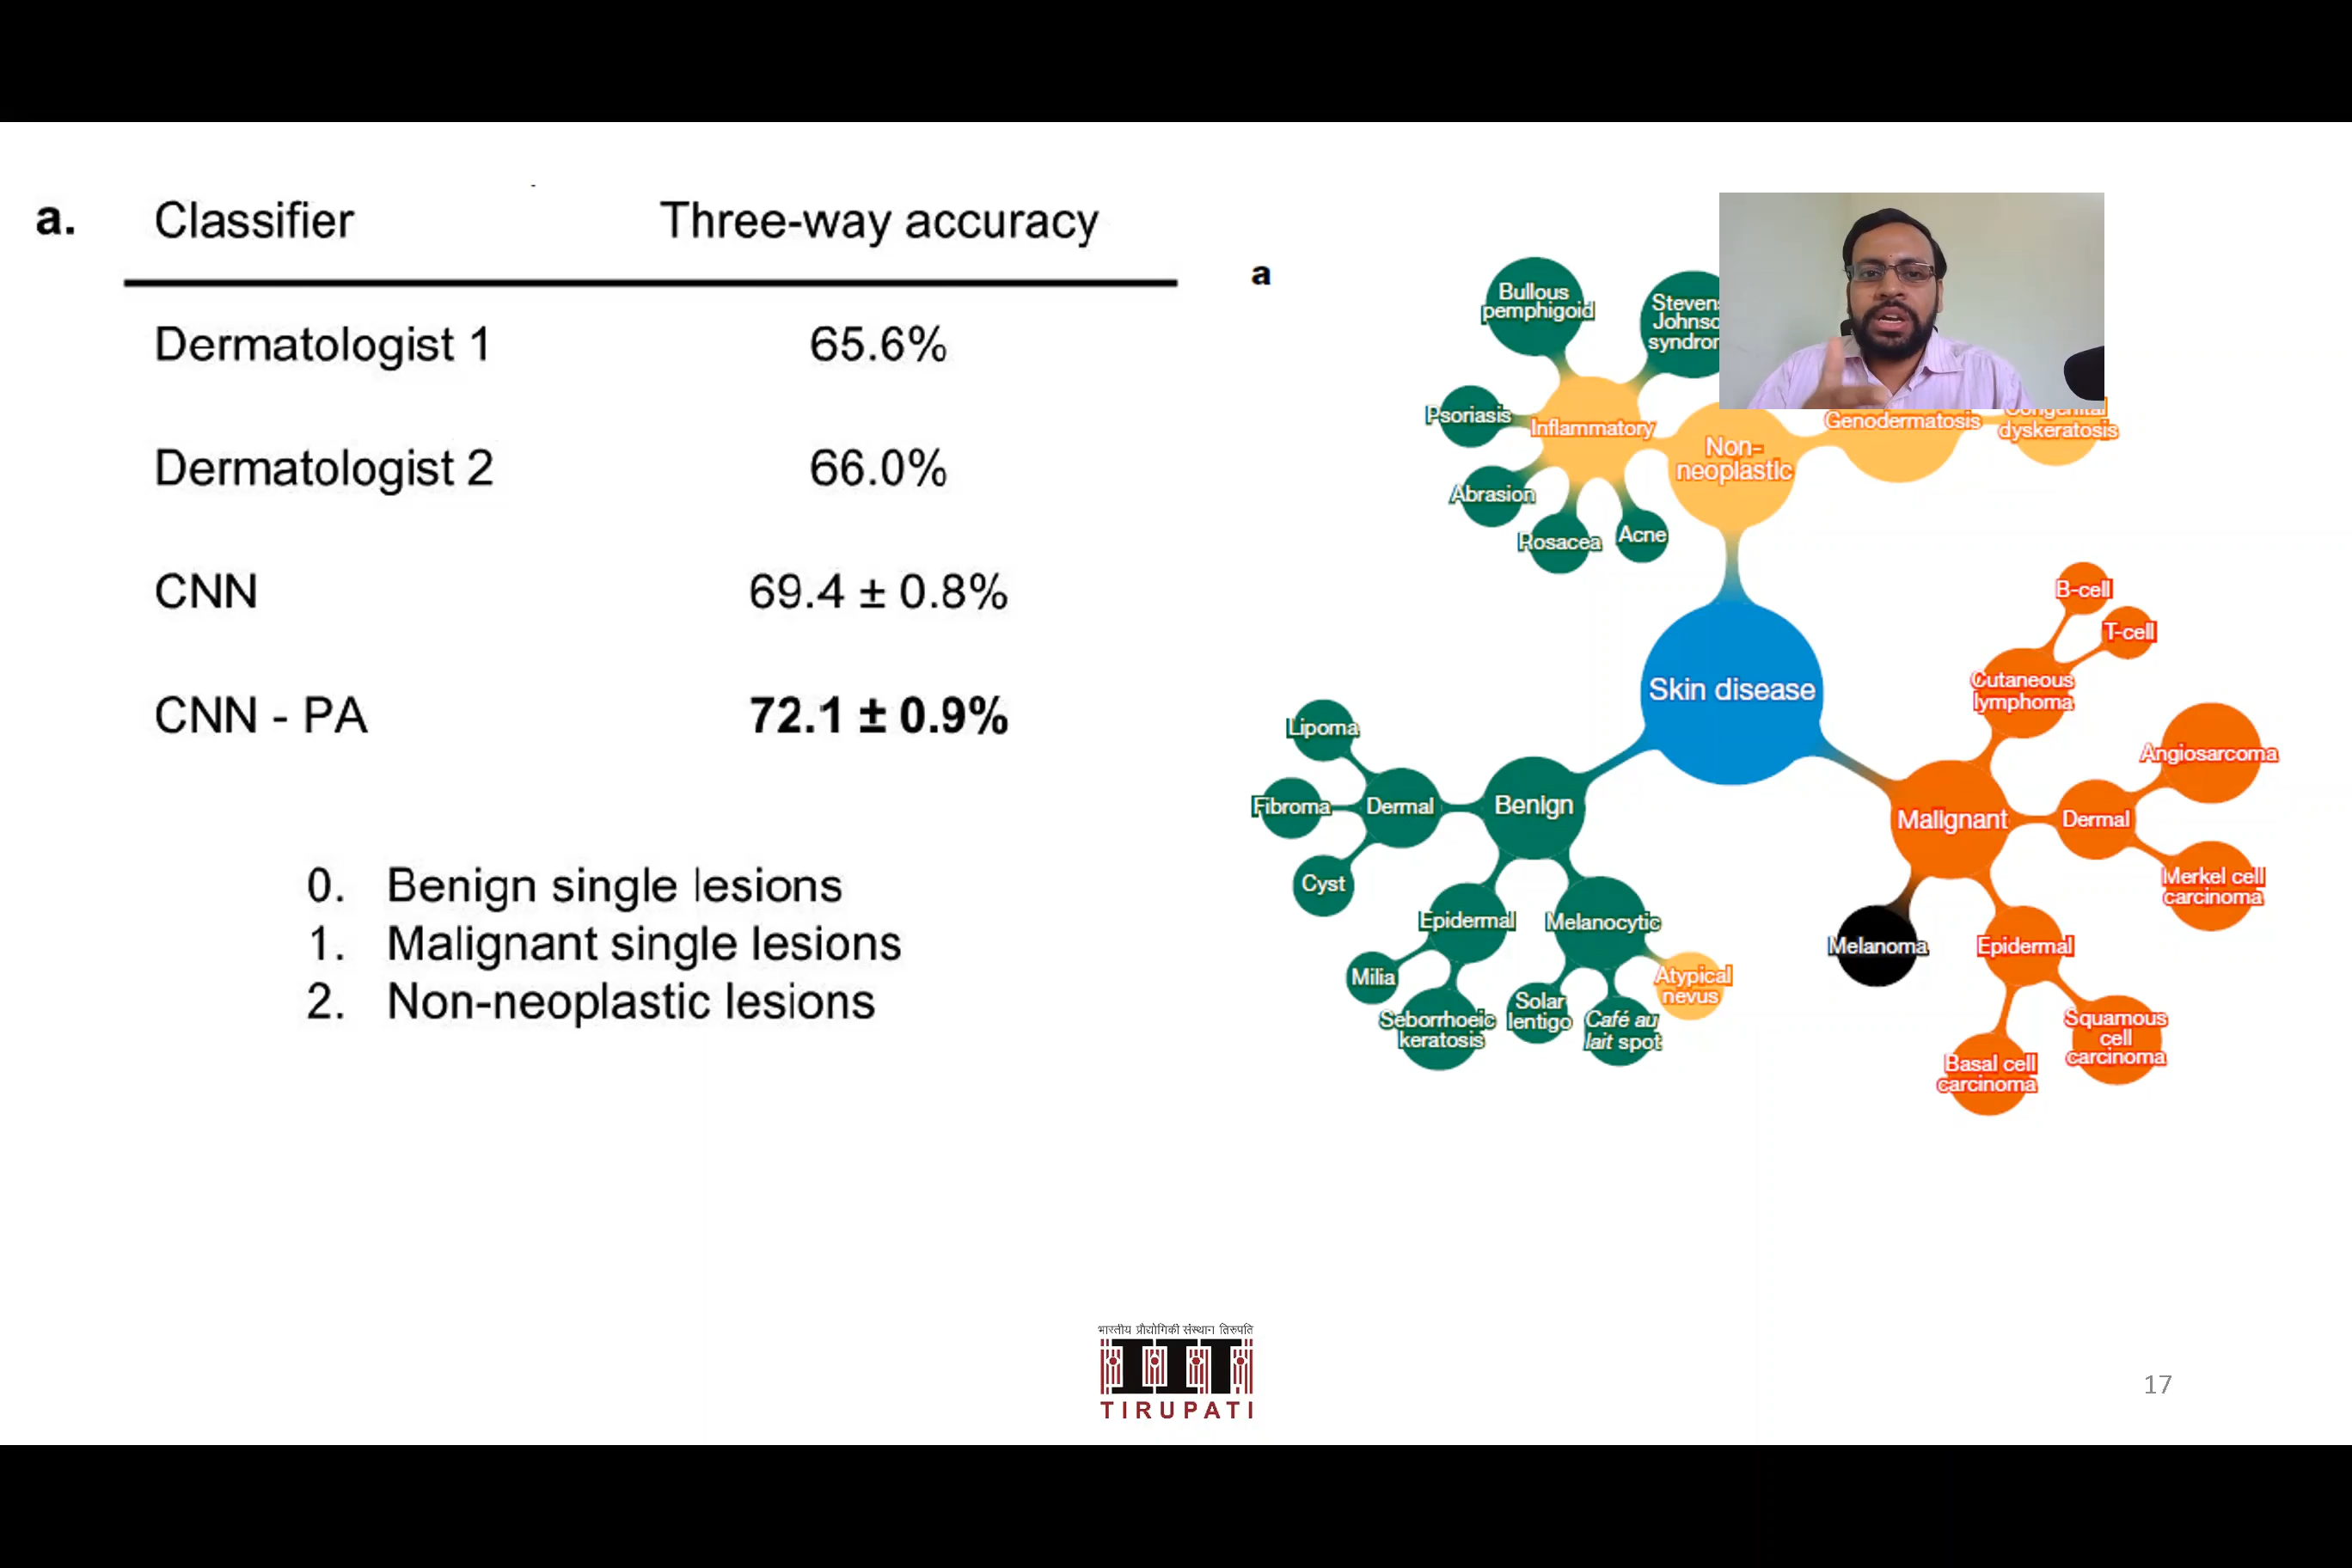 a. Classifier Three-way accuracy
Dermatologist 1 65.6%
Dermatologist 2 66.0%
CNN 69.4 ± 0.8%
CNN - PA 72.1 ± 0.9%
0. Benign single lesions
1. Malignant single lesions
2. Non-neoplastic lesions
a
Bullous
pemphigoid
Psoriasis
Inflammatory
Abrasion
Rosacea
Acne
Non-
neoplastic
Genodermatosis
dyskeratosis
Skin disease
B-cell
T-cell
Cutaneous
lymphoma
Angiosarcoma
Malignant
Dermal
Merkel cell
carcinoma
Melanoma
Epidermal
Squamous
cell
carcinoma
Basal cell
carcinoma
Lipoma
Fibroma
Dermal
Benign
Cyst
Epidermal
Melanocytic
Milia
Seborrhoeic
keratosis
Solar
lentigo
Café au
lait spot
Atypical
nevus
भारतीय प्रौद्योगिकी संस्थान तिरुपति
TIRUPATI
17